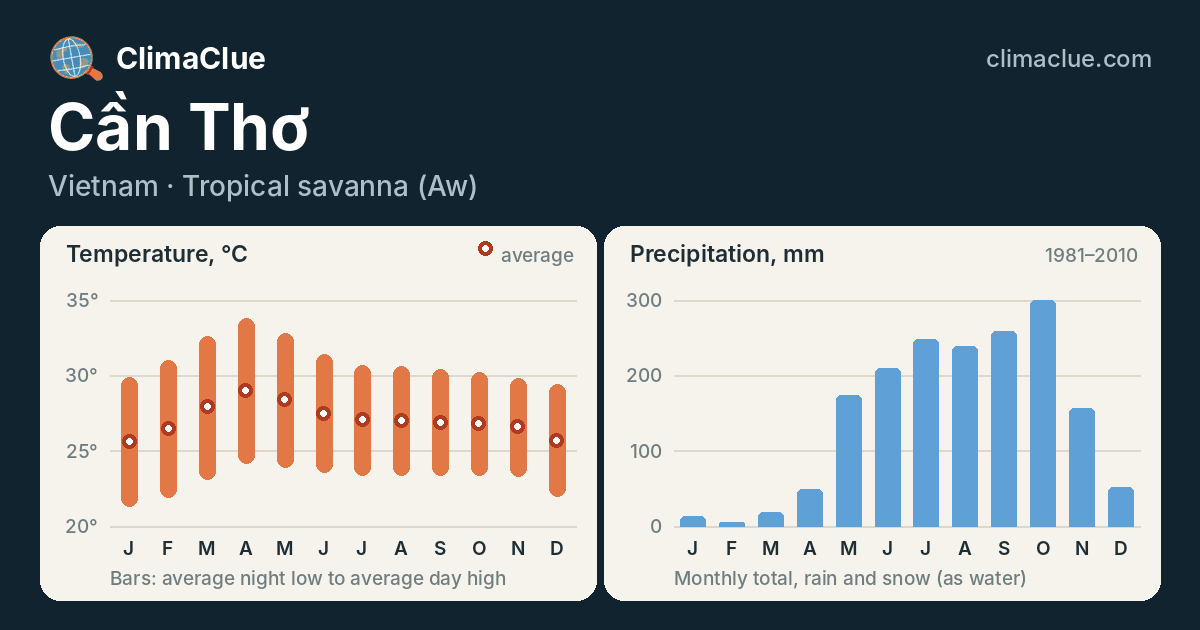 ClimaClue
climaclue.com
Cần Thơ
Vietnam · Tropical savanna (Aw)
Temperature, °C
average
35°
30°
25°
20°
J F M A M J J A S O N D
Bars: average night low to average day high
Precipitation, mm
1981–2010
300
200
100
0
J F M A M J J A S O N D
Monthly total, rain and snow (as water)